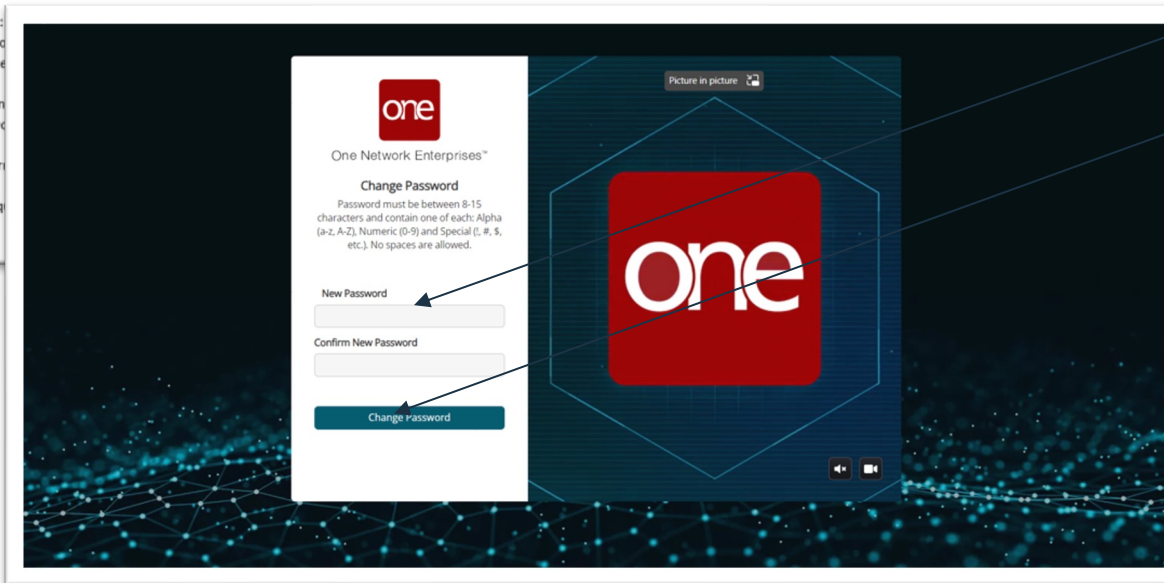 one
One Network Enterprises™
Change Password
Password must be between 8-15
characters and contain one of each: Alpha
(a-z, A-Z), Numeric (0-9) and Special (!, #, $,
etc.). No spaces are allowed.
New Password
Confirm New Password
Change Password
Picture in picture
one